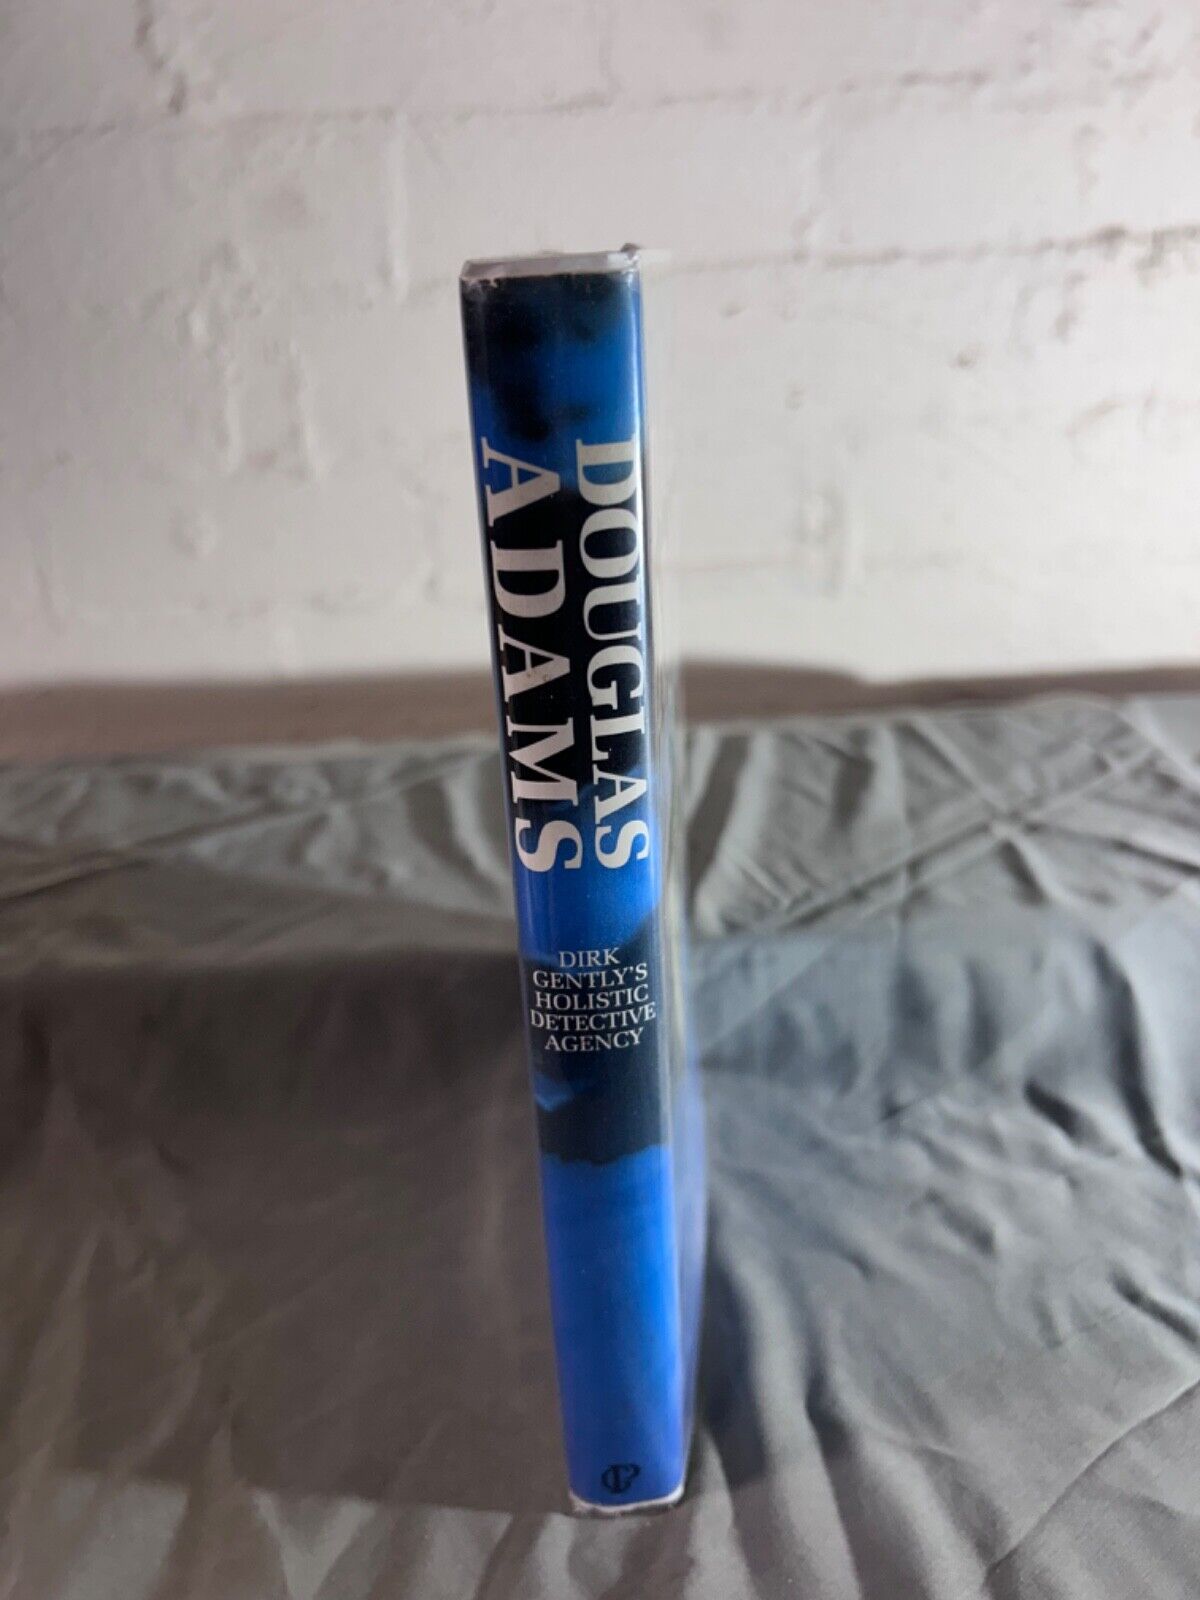 DOUGLAS
ADAMS
DIRK
GENTLY'S
HOLISTIC
DETECTIVE
AGENCY